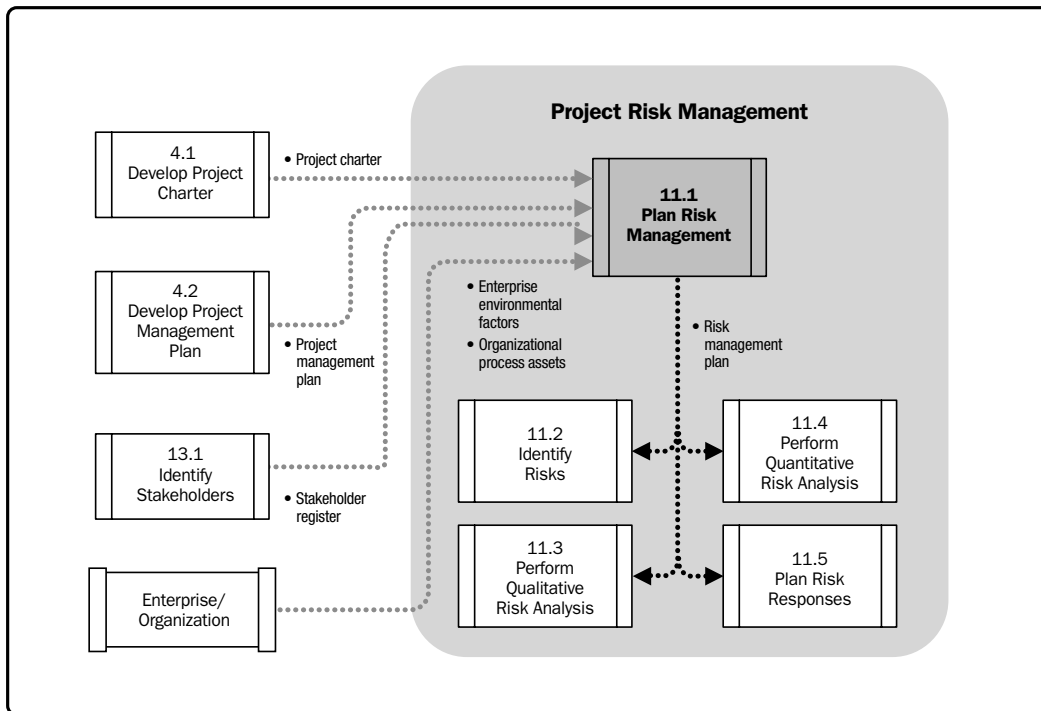 Project Risk Management
4.1
Develop Project
Charter
• Project charter
11.1
Plan Risk
Management
4.2
Develop Project
Management
Plan
• Project
management
plan
• Enterprise
environmental
factors
• Organizational
process assets
• Risk
management
plan
13.1
Identify
Stakeholders
• Stakeholder
register
11.2
Identify
Risks
11.4
Perform
Quantitative
Risk Analysis
11.3
Perform
Qualitative
Risk Analysis
11.5
Plan Risk
Responses
Enterprise/
Organization